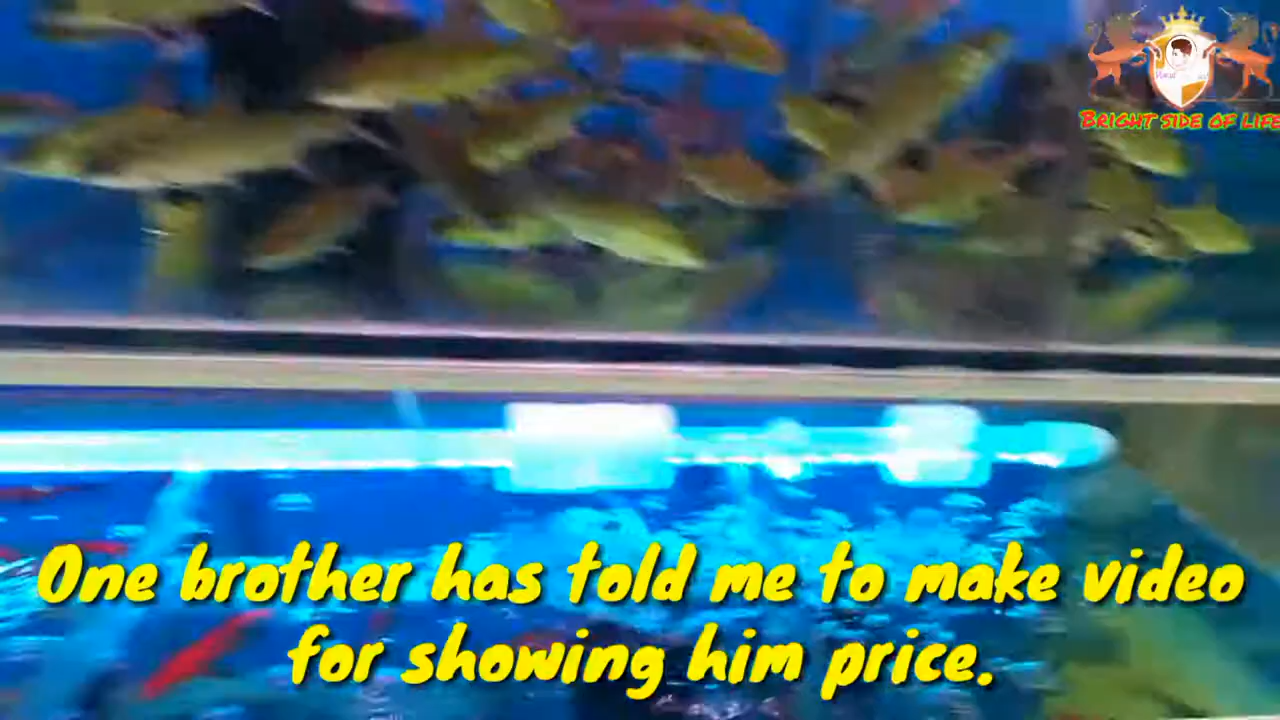 BRIGHT SIDE OF LIFE
One brother has told me to make video
for showing him price.